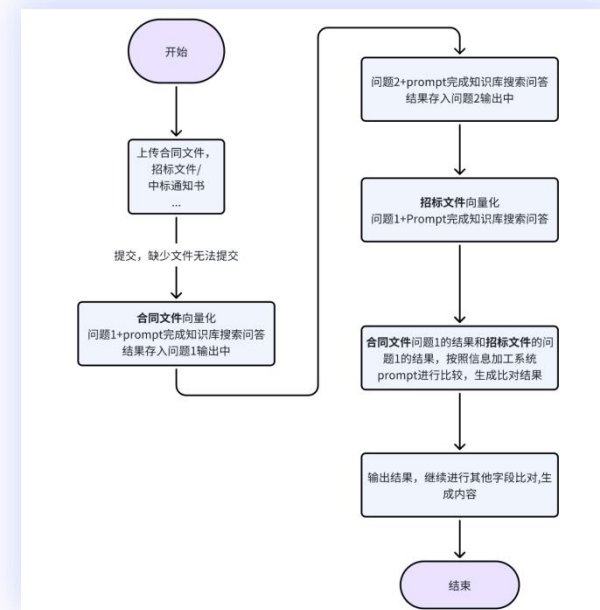 开始
上传合同文件，
招标文件/
中标通知书
...
提交，缺少文件无法提交
合同文件向量化
问题1+prompt完成知识库搜索问答
结果存入问题1输出中
问题2+prompt完成知识库搜索问答
结果存入问题2输出中
招标文件向量化
问题1+Prompt完成知识库搜索问答
合同文件问题1的结果和招标文件的问
题1的结果，按照信息加工系统
prompt进行比较，生成比对结果
输出结果，继续进行其他字段比对,生
成内容
结束